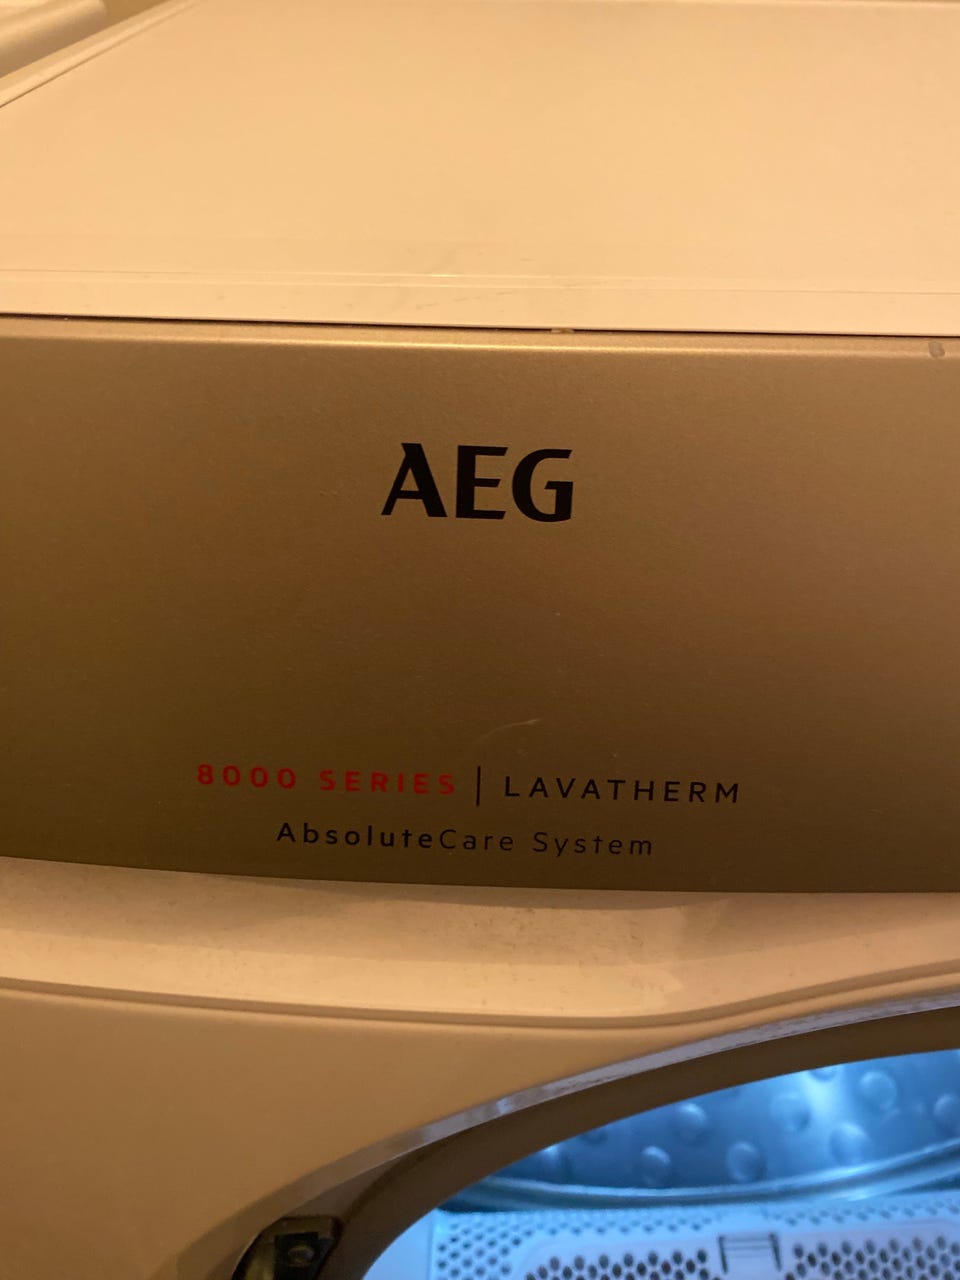 AEG
8000 SERIES | LAVATHERM
AbsoluteCare System